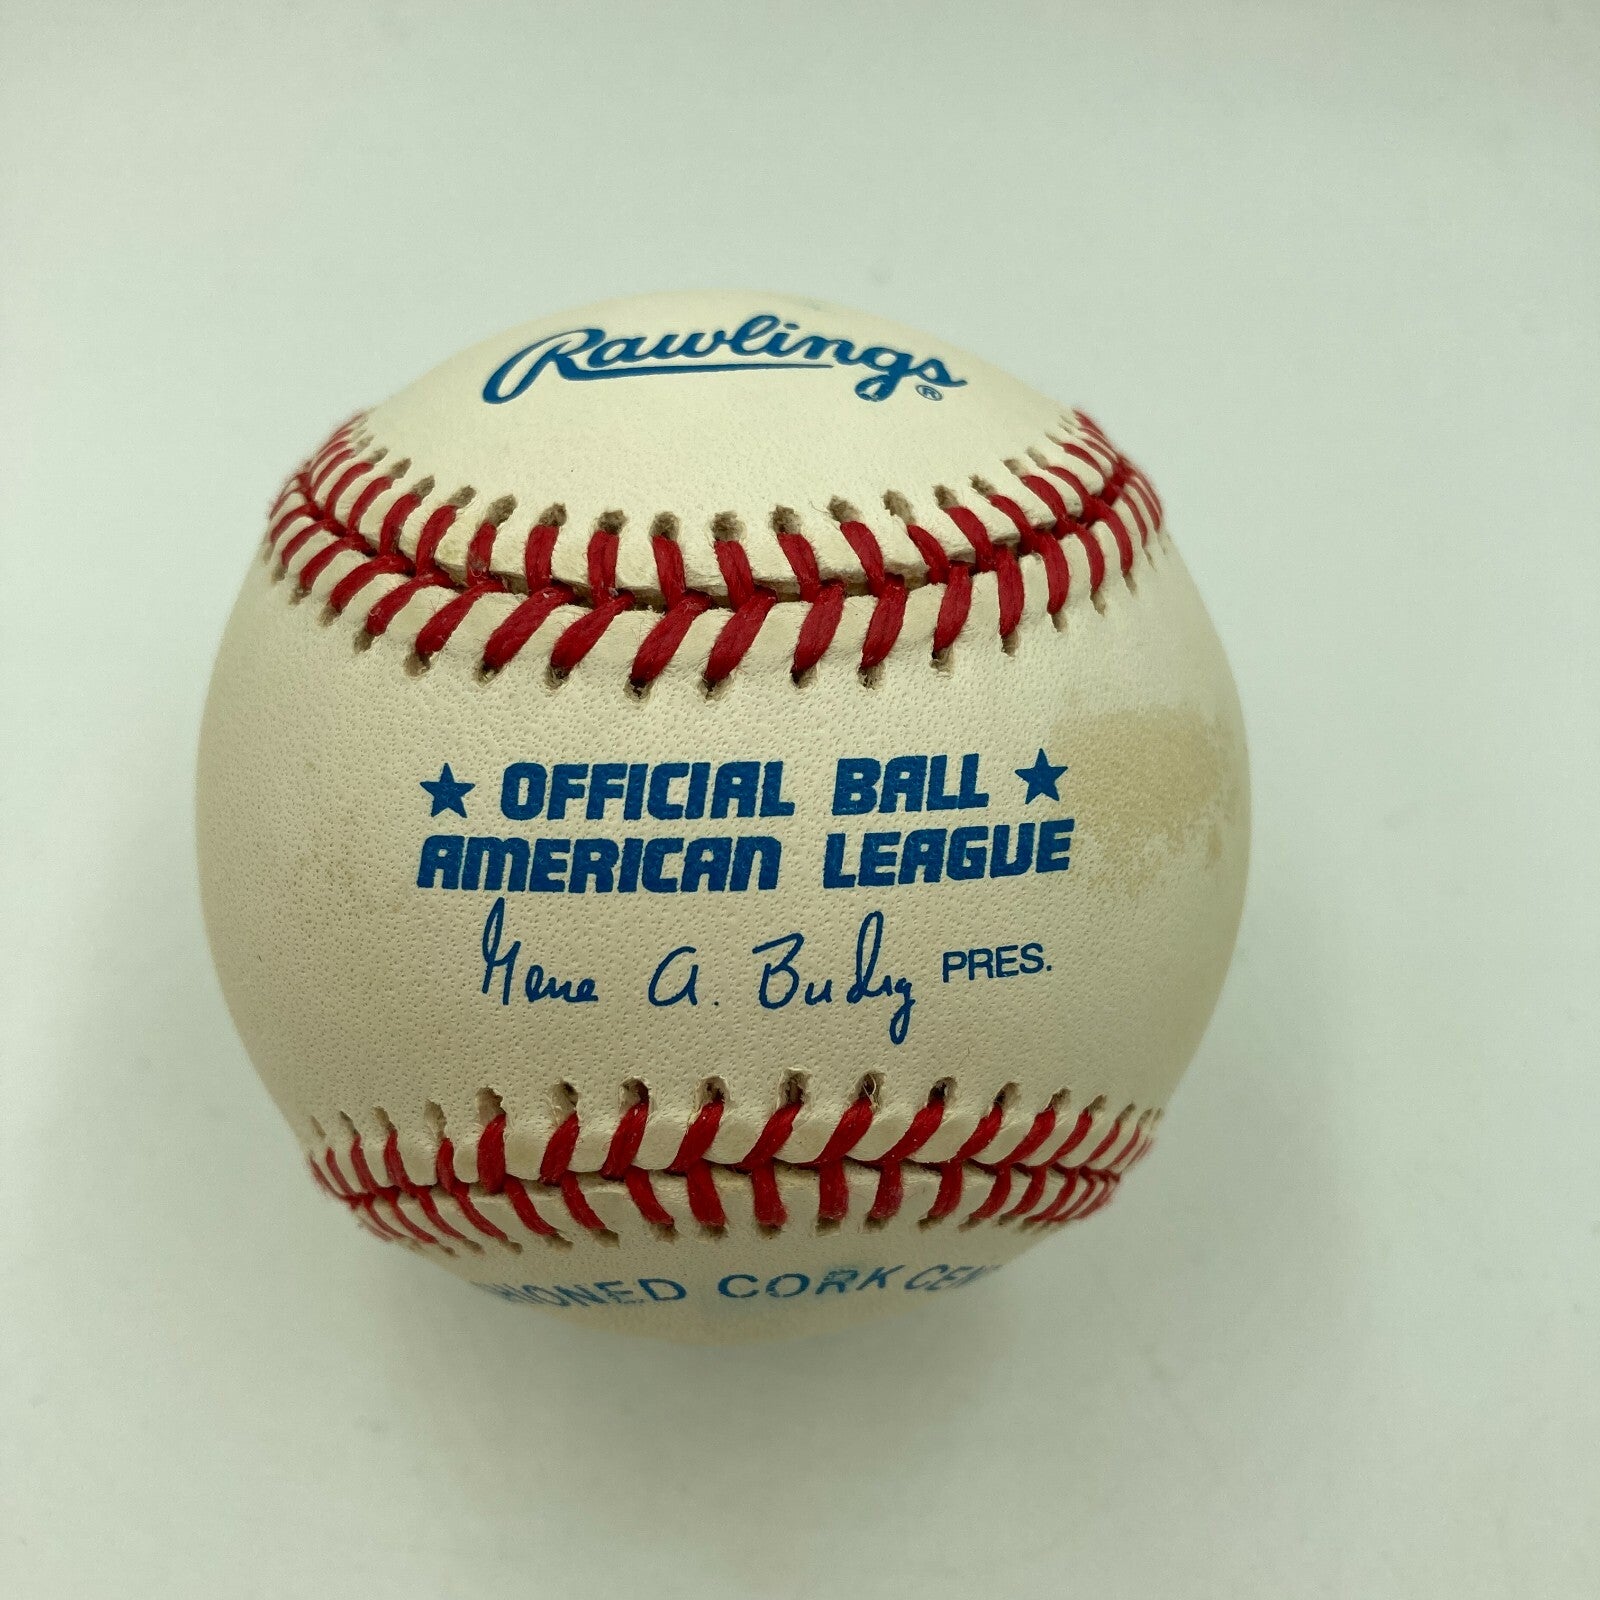 Rawlings®
★ OFFICIAL BALL ★
AMERICAN LEAGUE
Gene A. Budig PRES.
CORK